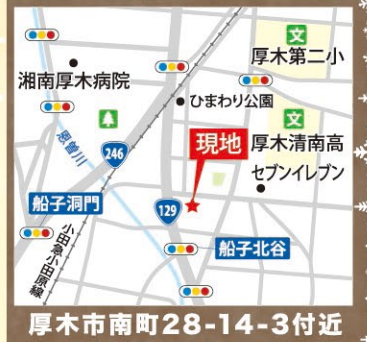 厚木第二小
湘南厚木病院
ひまわり公園
文
文
恩曽川
246
現地
厚木清南高
セブンイレブン
船子洞門
129
小田急小田原線
船子北谷
厚木市南町28-14-3付近